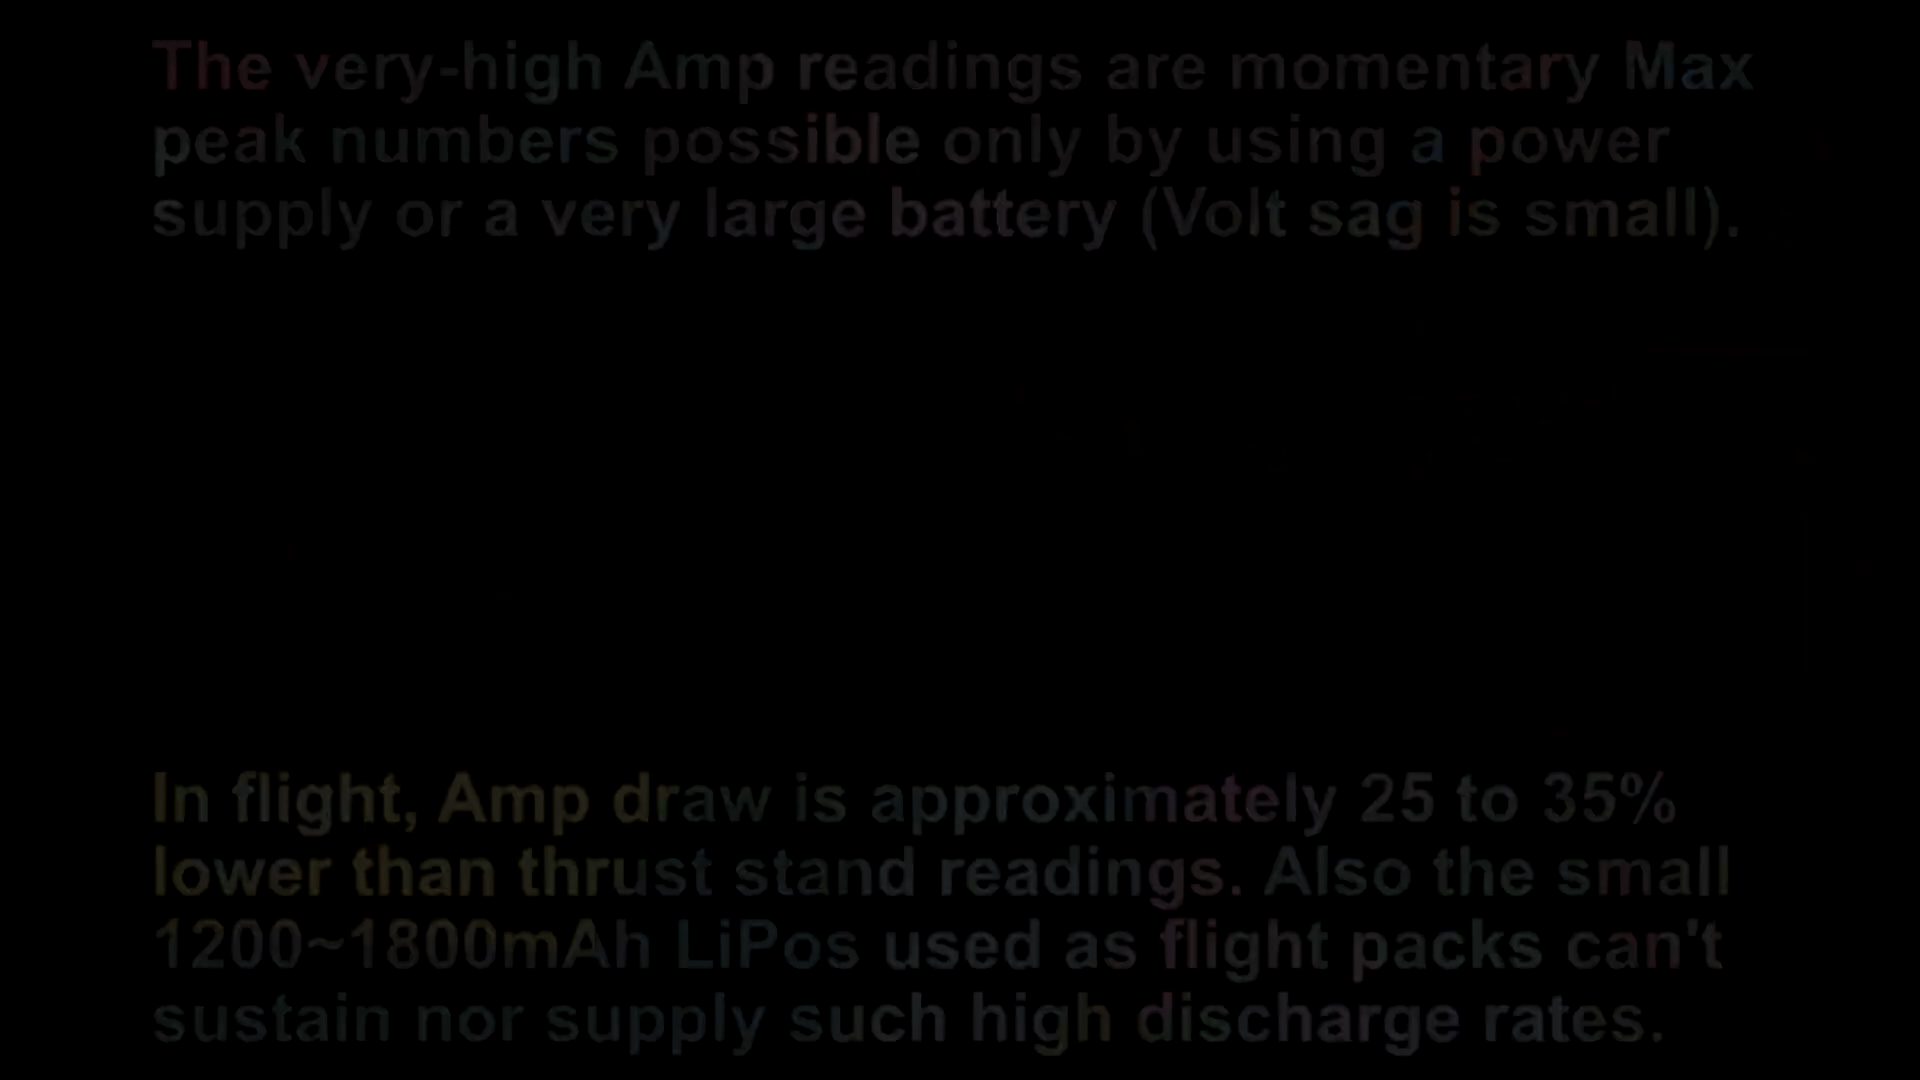 The very-high Amp readings are momentary Max
peak numbers possible only by using a power
supply or a very large battery (Volt sag is small).
In flight, Amp draw is approximately 25 to 35%
lower than thrust stand readings. Also the small
1200~1800mAh LiPos used as flight packs can't
sustain nor supply such high discharge rates.